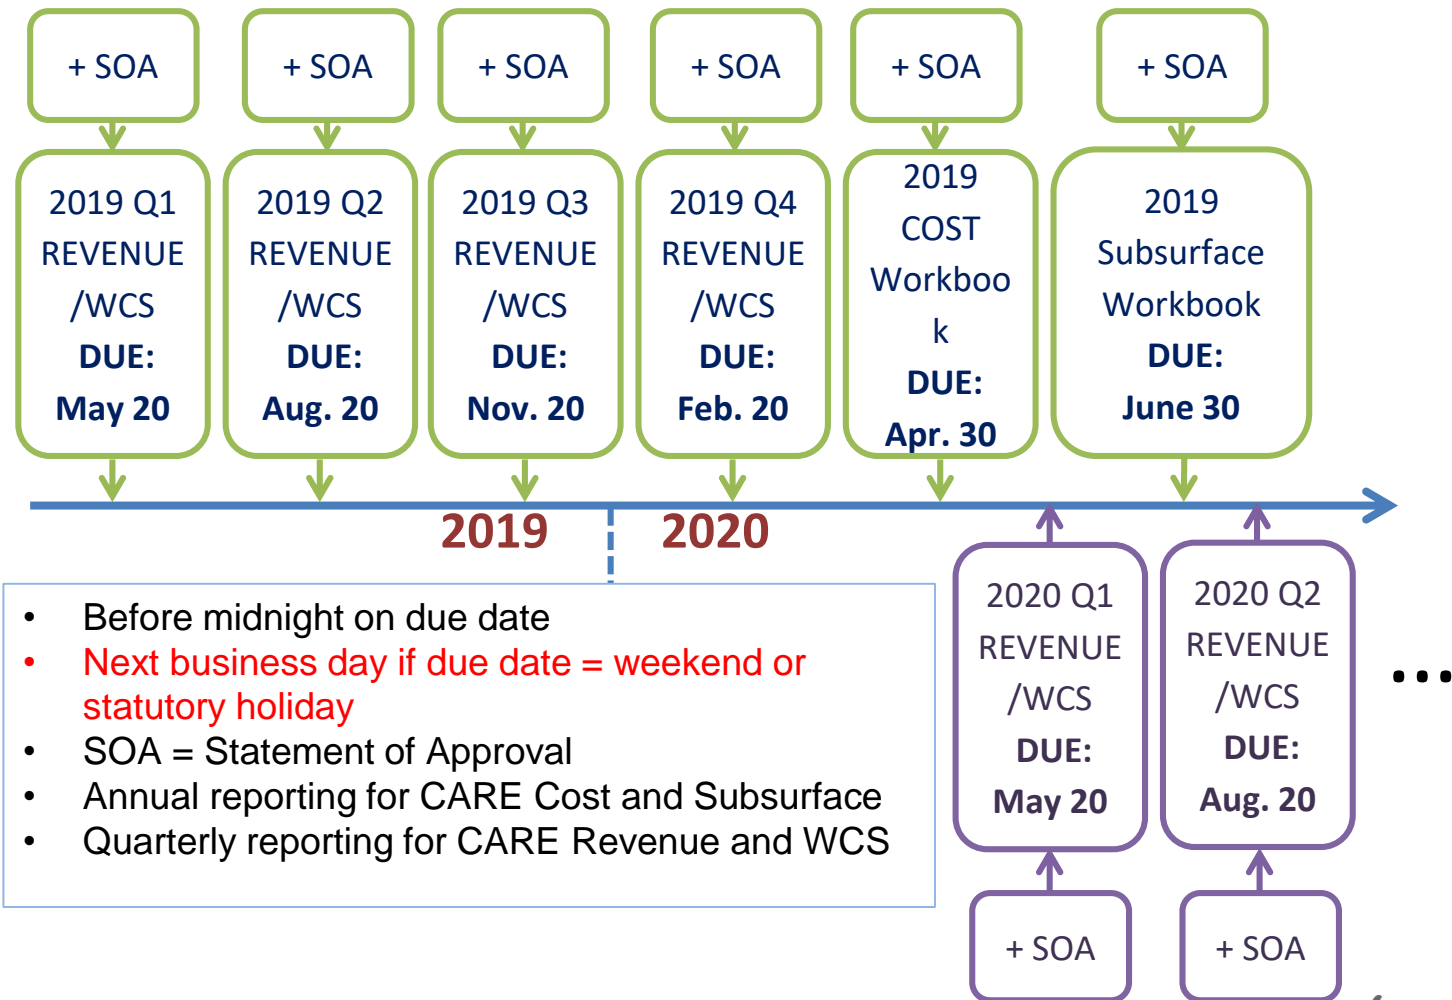 + SOA
+ SOA
+ SOA
+ SOA
+ SOA
+ SOA
2019 Q1
REVENUE
/WCS
DUE:
May 20
2019 Q2
REVENUE
/WCS
DUE:
Aug. 20
2019 Q3
REVENUE
/WCS
DUE:
Nov. 20
2019 Q4
REVENUE
/WCS
DUE:
Feb. 20
2019
COST
Workboo
k
DUE:
Apr. 30
2019
Subsurface
Workbook
DUE:
June 30
2019
2020
• Before midnight on due date
• Next business day if due date = weekend or
statutory holiday
• SOA = Statement of Approval
• Annual reporting for CARE Cost and Subsurface
• Quarterly reporting for CARE Revenue and WCS
2020 Q1
REVENUE
/WCS
DUE:
May 20
2020 Q2
REVENUE
/WCS
DUE:
Aug. 20
...
+ SOA
+ SOA